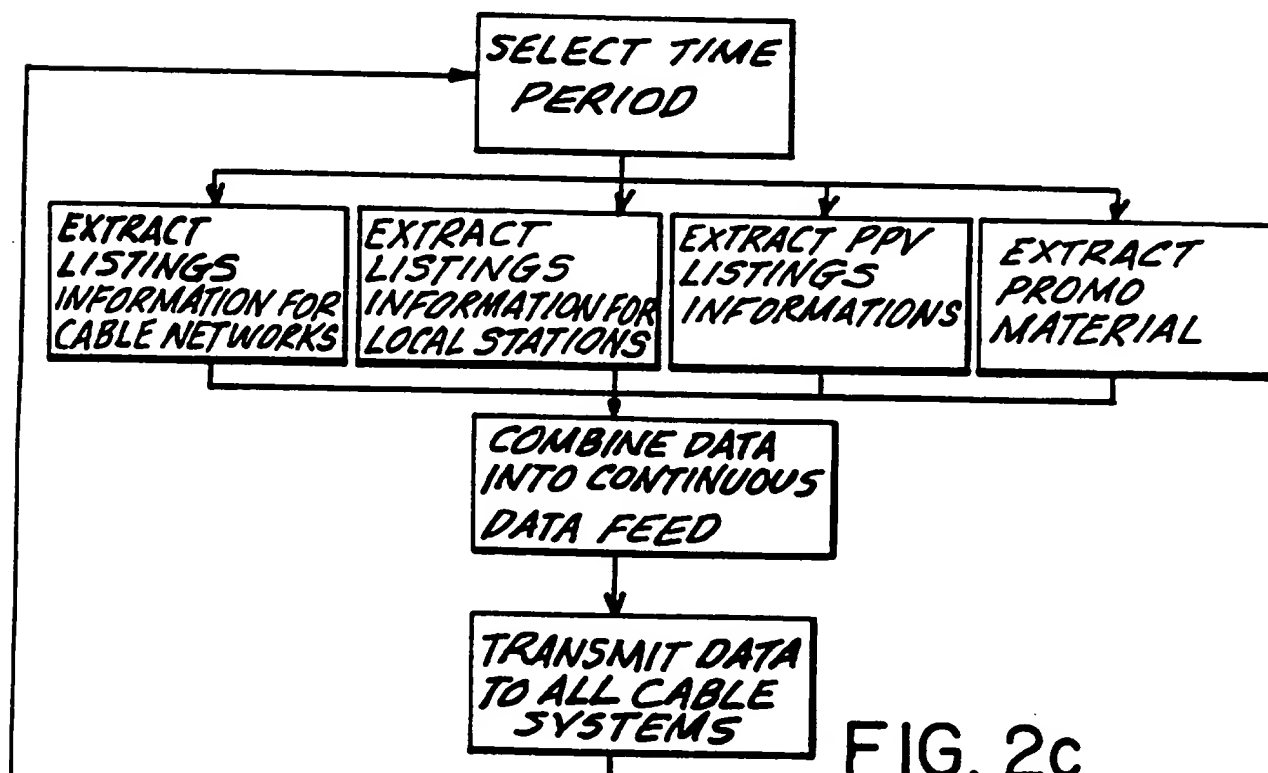 SELECT TIME
PERIOD
EXTRACT
LISTINGS
INFORMATION FOR
CABLE NETWORKS
EXTRACT
LISTINGS
INFORMATION FOR
LOCAL STATIONS
EXTRACT PPV
LISTINGS
INFORMATIONS
EXTRACT
PROMO
MATERIAL
COMBINE DATA
INTO CONTINUOUS
DATA FEED
TRANSMIT DATA
TO ALL CABLE
SYSTEMS
FIG. 2c